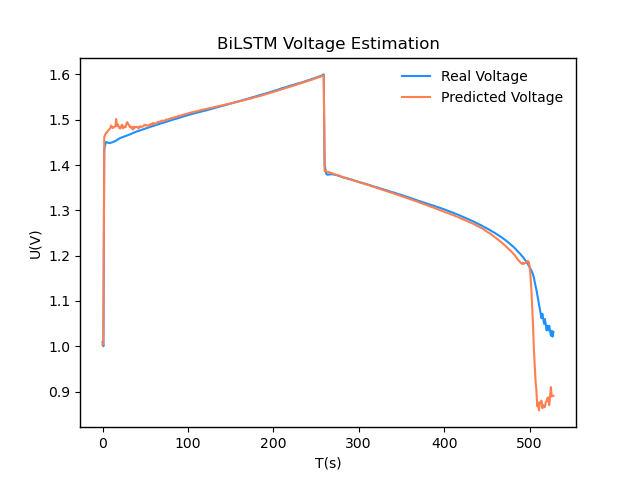 BiLSTM Voltage Estimation
Real Voltage
Predicted Voltage
U(V)
1.6
1.5
1.4
1.3
1.2
1.1
1.0
0.9
0 100 200 300 400 500
T(s)